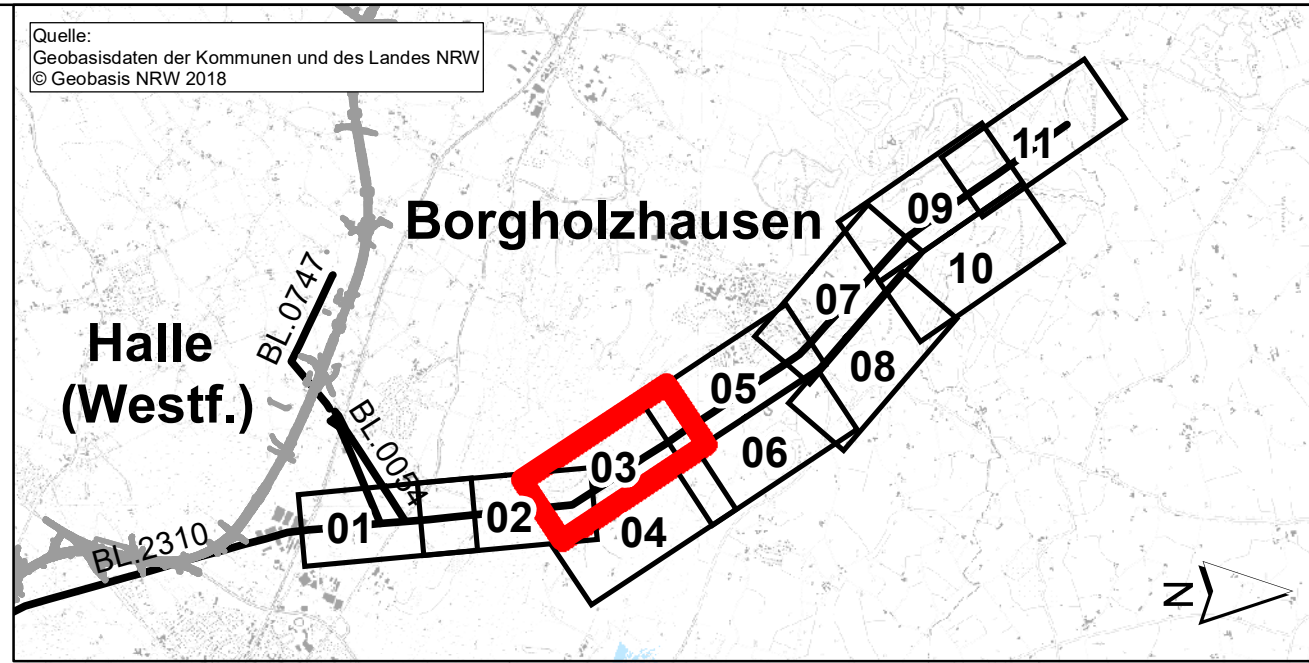 Quelle:
Geobasisdaten der Kommunen und des Landes NRW
© Geobasis NRW 2018
Borgholzhausen
Halle
(Westf.)
BL.0747
BL.0054
BL.2310
01
02
03
04
05
06
07
08
09
10
11
N